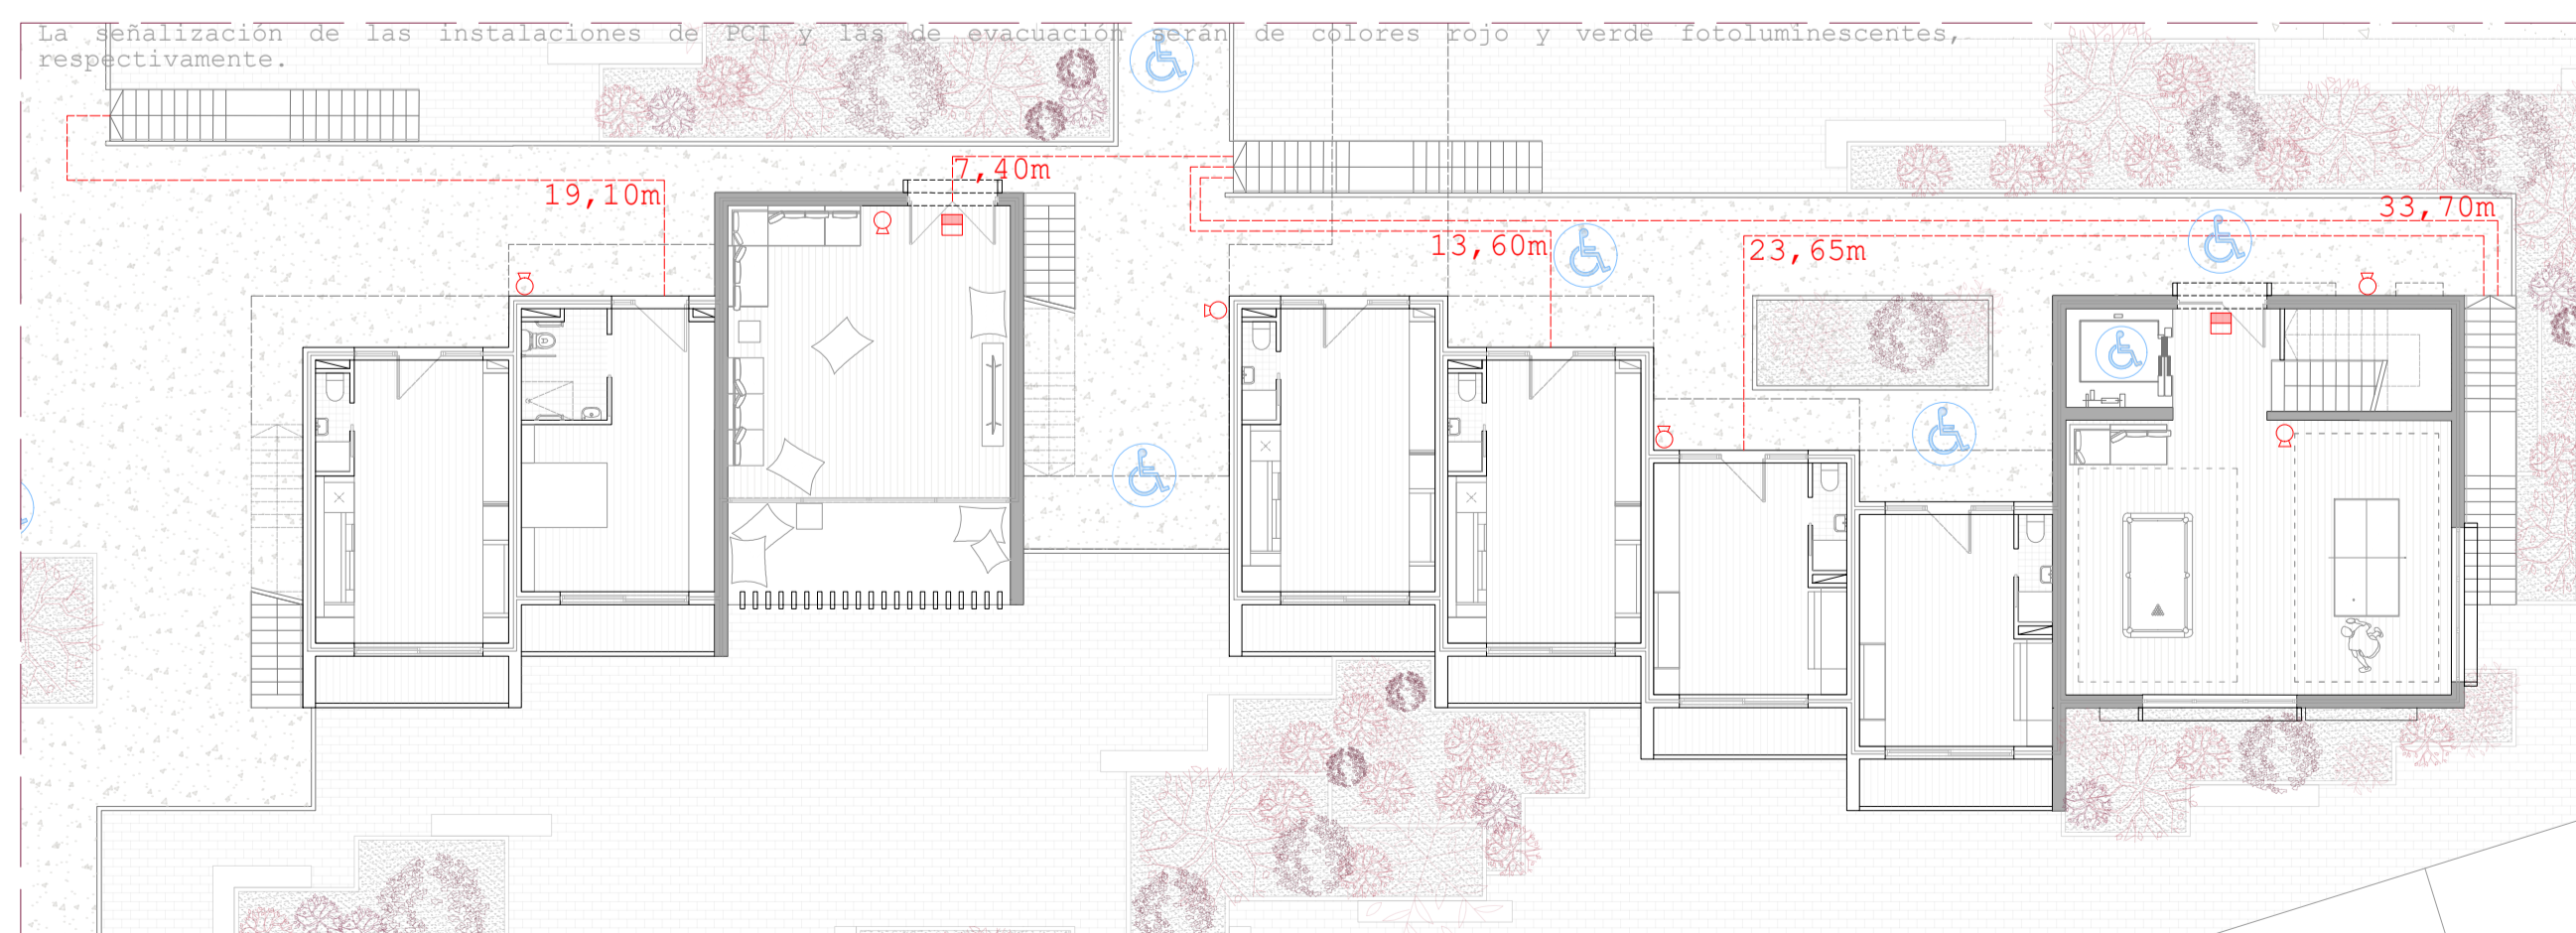 La señalización de las instalaciones de PCI y las de evacuación serán de colores rojo y verde fotoluminescentes,
respectivamente.
7,40m
19,10m
33,70m
13,60m
23,65m